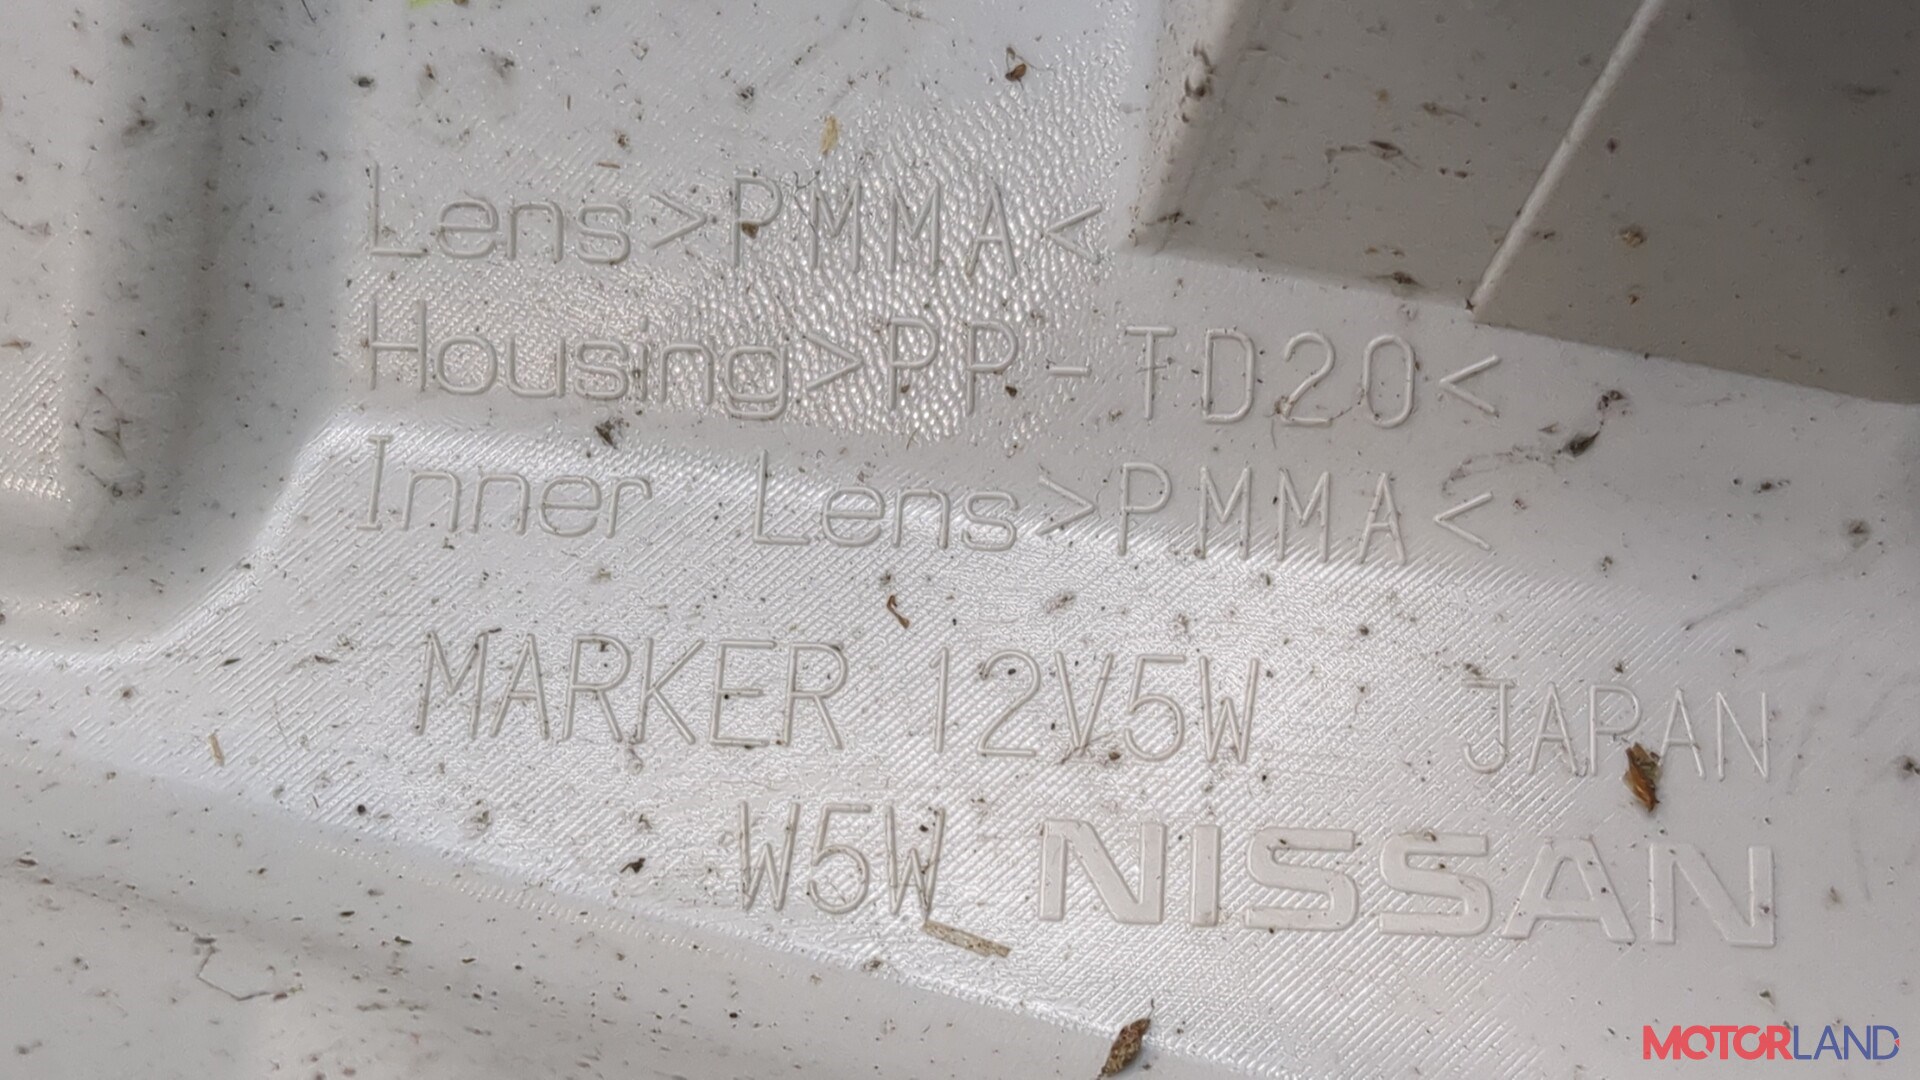 Lens>PMMA<
Housing>PP-TD20<
Inner Lens>PMMA<
MARKER 12V5W JAPAN
W5W NISSAN
MOTORLAND